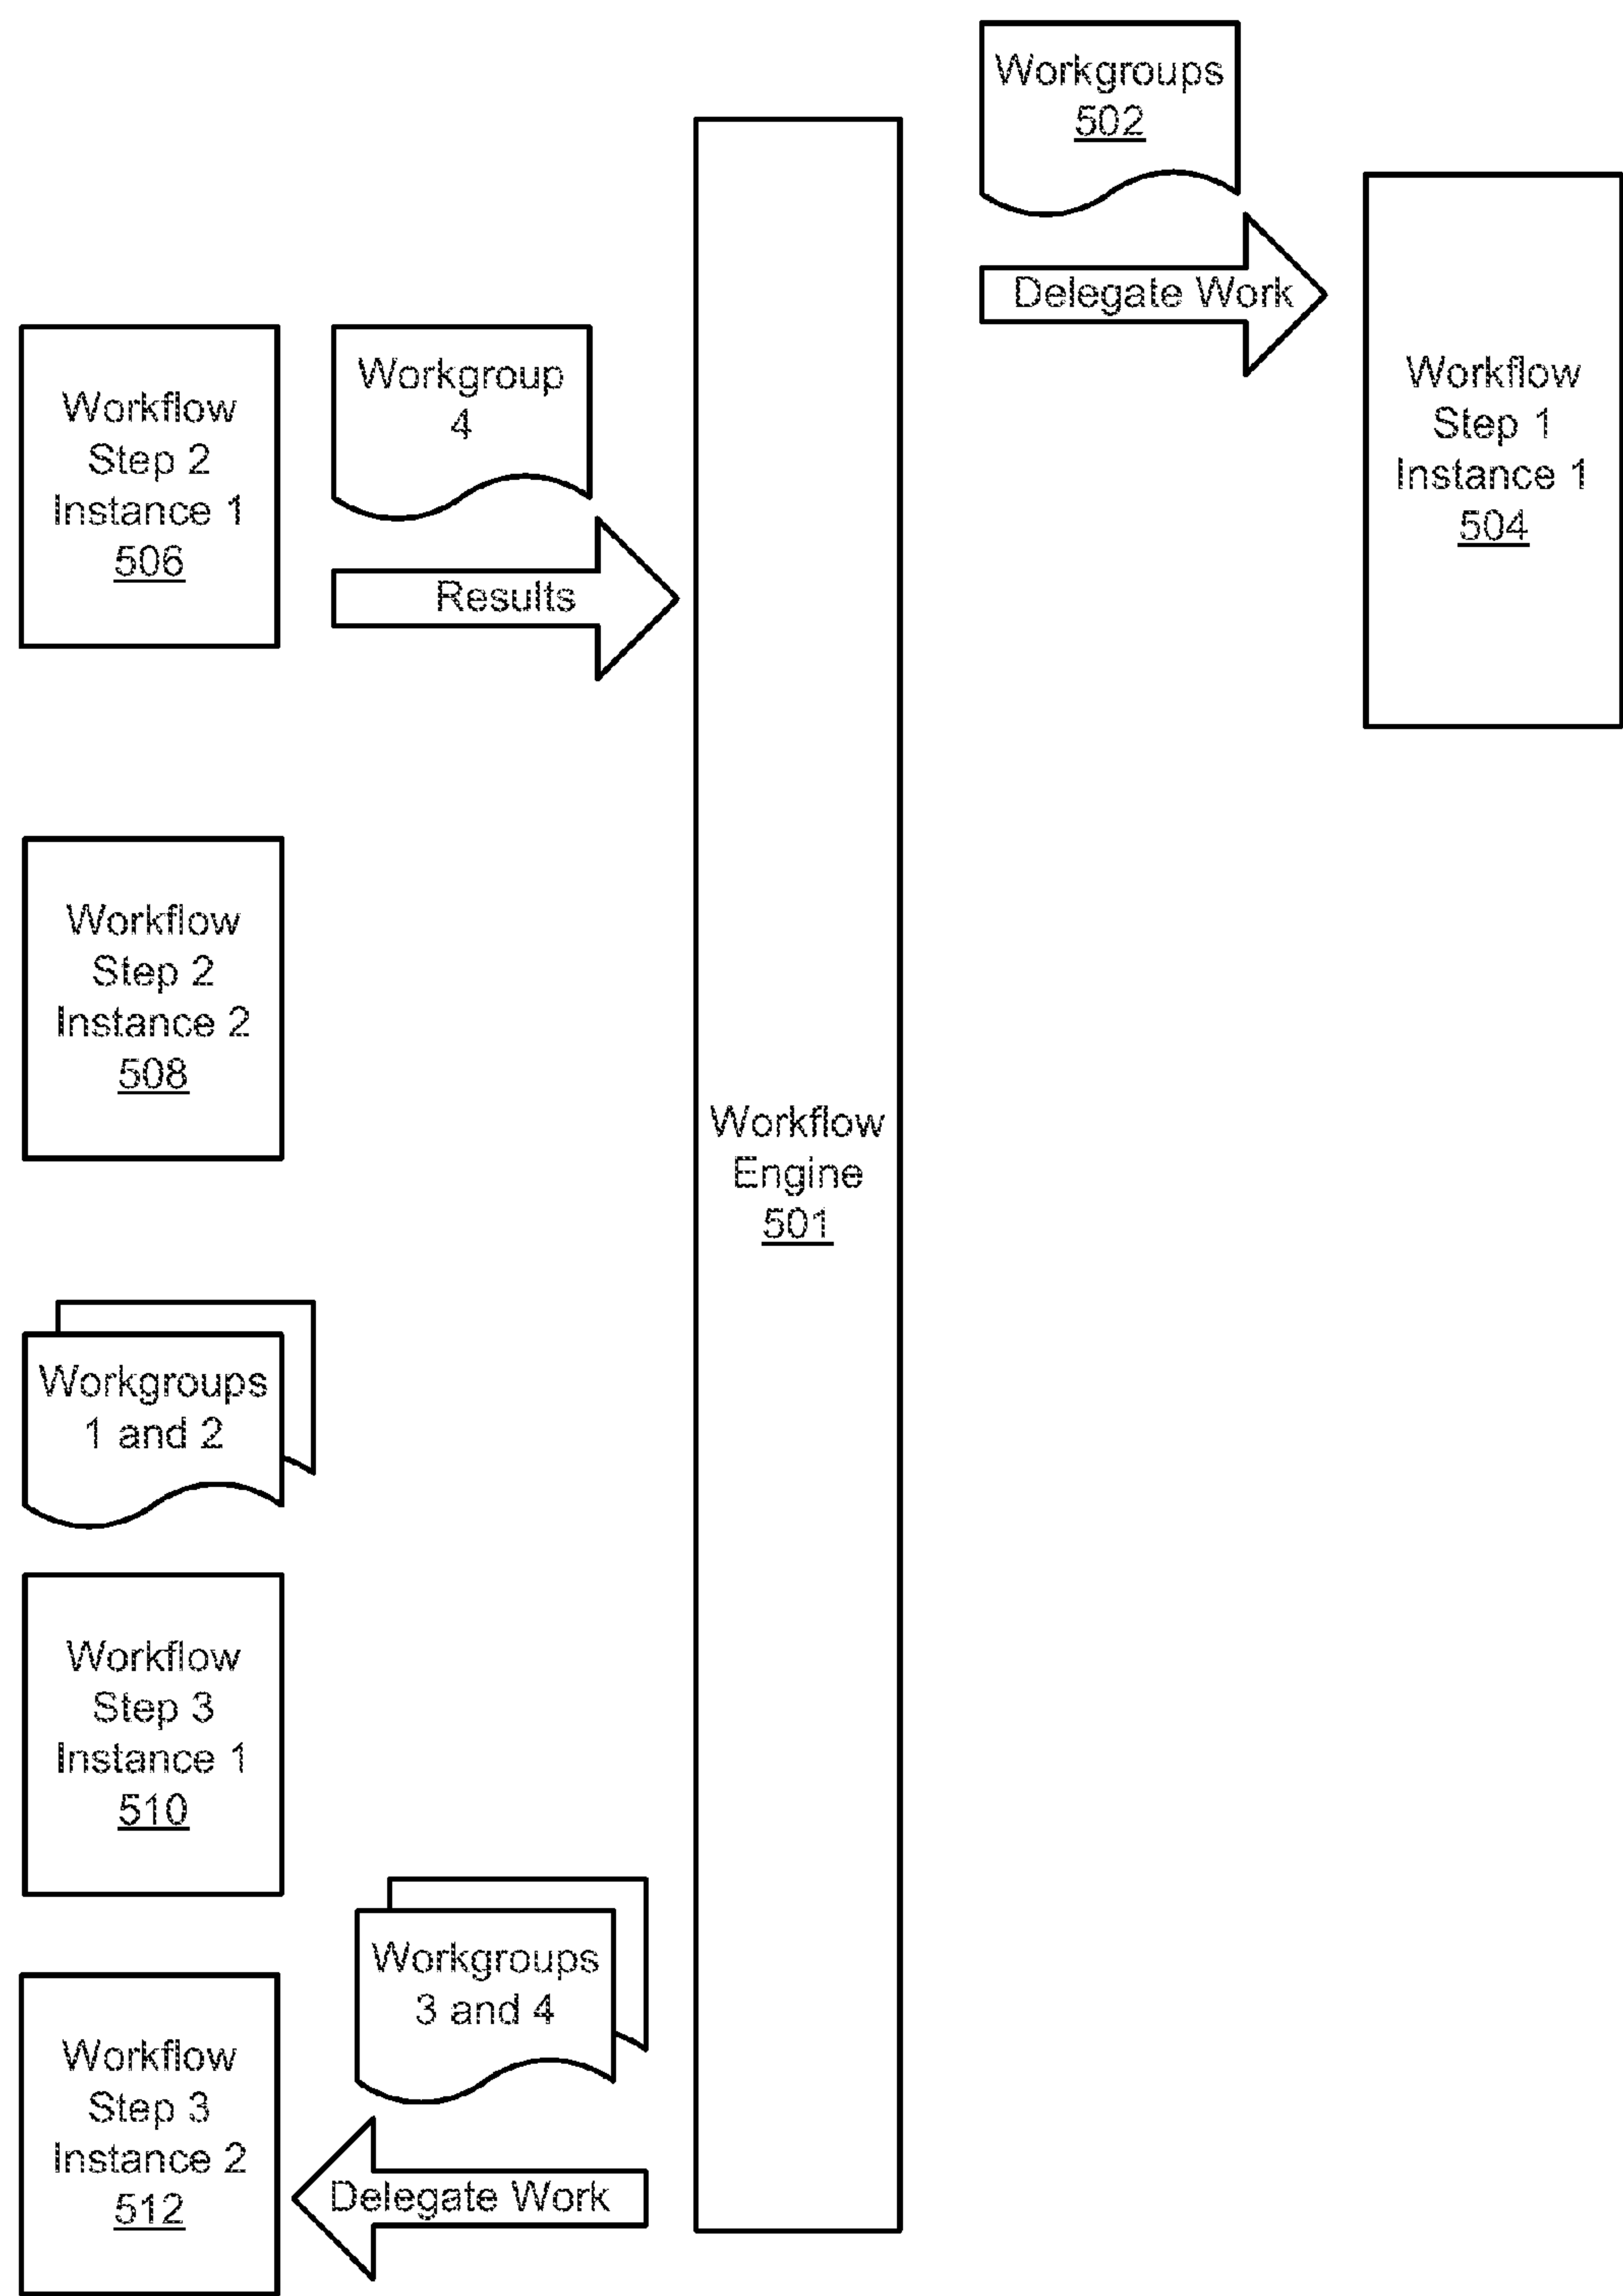 Workgroups
502
Delegate Work
Workflow
Step 1
Instance 1
504
Workflow
Step 2
Instance 1
506
Workgroup
4
Results
Workflow
Step 2
Instance 2
508
Workflow
Engine
501
Workgroups
1 and 2
Workflow
Step 3
Instance 1
510
Workgroups
3 and 4
Workflow
Step 3
Instance 2
512
Delegate Work